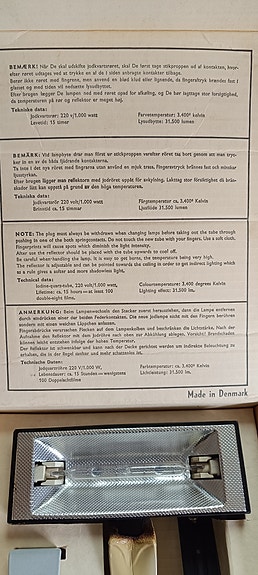 BEMÆRK! Når De skal udskifte jodkvartsrøret, skal De først tage stikproppen ud af kontakten, hvorefter
røret udtages ved at trykke en af de i siden anbragte kontakter tilbage.
Berør ikke røret med fingrene, men anvend en blød klud eller lignende, da fingeraftryk brændes fast i
glasset og med tiden vil nedsætte lysudbyttet.
Efter brugen lægger De lampen ned med røret opad for afkøling, og De bør iagttage stor forsigtighed,
da temperaturen på rør og reflektor er meget høj.
Tekniske data:
Jodkvartsrør: 220 v/1.000 watt
Levetid: 15 timer
Farvetemperatur: 3.400° Kelvin
Lysudbytte: 31.500 lumen
BEMÄRK: Vid lampbyte drar man först ur stickproppen varefter röret tas bort genom att man trycker
in en av de båda fjädrande kontakterna.
Ta inte i det nya röret med fingrarna utan använd en mjuk trasa. Fingeravtryck brännes fast och minskar
ljusstyrkan.
Efter brugen lägger man reflektorn med jodröret uppåt för avkylning. Iakttag stor försiktighet då brännskador
lätt kan uppstå på grund av den höga temperaturen.
Tekniska data:
Jodkvartsrör 220 volt/1.000 watt,
Brinntid ca. 15 timmar
Färgtemperatur ca. 3.400° Kelvin
Ljusflöde 31.500 lumen
NOTE: The plug must always be withdrawn when changing lamps before taking out the tube through
pushing in one of the both springcontacts. Do not touch the new tube with your fingers. Use a soft cloth.
Fingerprints will cause spots which diminish the light intensity.
After use the reflector should be placed with the tube upwards to cool off.
Be careful when handling the lamp. It is easy to get burnt, the temperature being very high.
The reflector is adjustable and can be pointed towards the ceiling in order to get indirect lighting which
as a rule gives a softer and more shadowless light.
Technical data:
Iodine-quarz-tube, 220 volt/1.000 watt,
Lifetime: ca. 15 hours — at least 100
double-eight films.
Colourtemperature: 3.400 degrees Kelvin
Lighting effect: 31.500 lm.
ANMERKUNG: Beim Lampenwechseln den Stecker zuerst herausziehen, dann die Lampe entfernen
durch eindrücken einer der beiden Federkontakten. Die neue Jodlampe nicht mit den Fingern berühren
sondern mit einem weichen Läppchen anfassen.
Fingerabdrücke verursachen Flecken auf dem Lampenkolben und beschränken die Lichtstärke. Nach der
Aufnahme den Reflektor mit dem Jodröhre nach oben zur Abkühlung ablegen. Vorsicht! Brandschäden
können leicht entstehen infolge der hohen Temperatur.
Der Reflektor ist schwenkbar und kann nach der Decke gerichtet werden um indirekte Beleuchtung zu
erhalten, die in der Regel sanfter und mehr schattenlos ist.
Technische Daten:
Jodquarzröhre 220 V/1.000 W,
Lebensdauer: ca. 15 Stunden — wenigstens
100 Doppelachtfilme
Farbtemperatur: ca. 3.400° Kelvin
Lichtleistung: 31.500 lm.
Made in Denmark